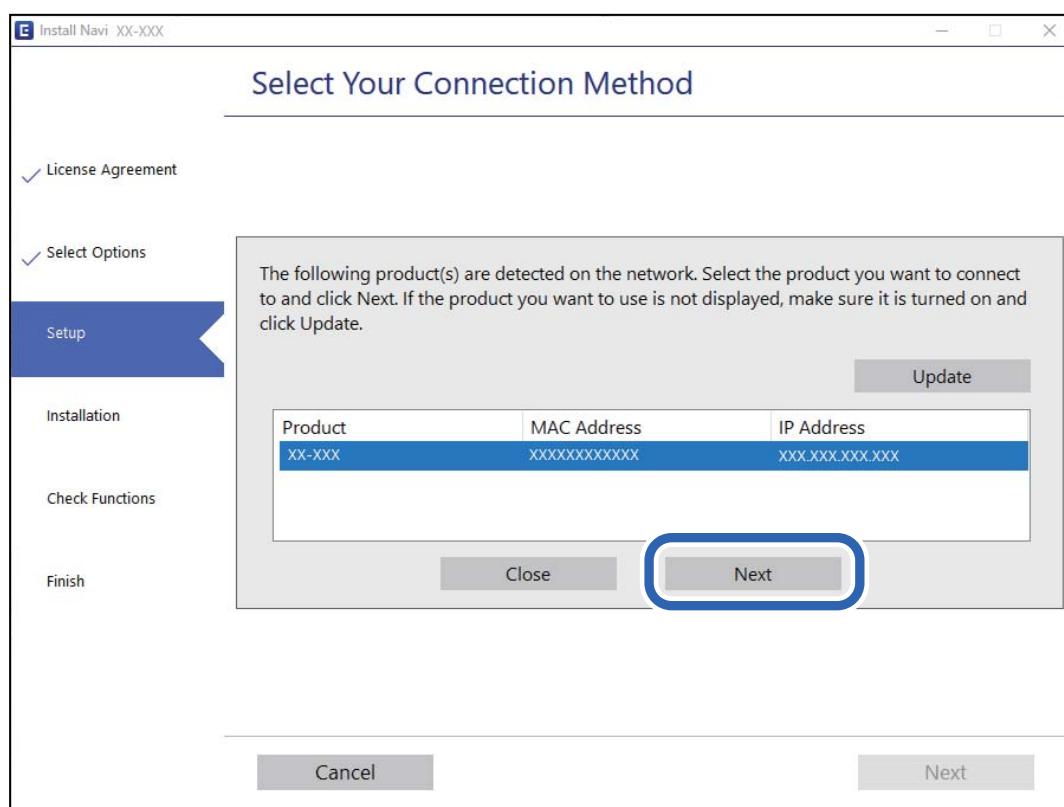 E Install Navi XX-XXX
Select Your Connection Method
License Agreement
Select Options
Setup
Installation
Check Functions
Finish
The following product(s) are detected on the network. Select the product you want to connect
to and click Next. If the product you want to use is not displayed, make sure it is turned on and
click Update.
Update
Product MAC Address IP Address
XX-XXX XXXXXXXXXXXX XXX.XXX.XXX.XXX
Close Next
Cancel Next